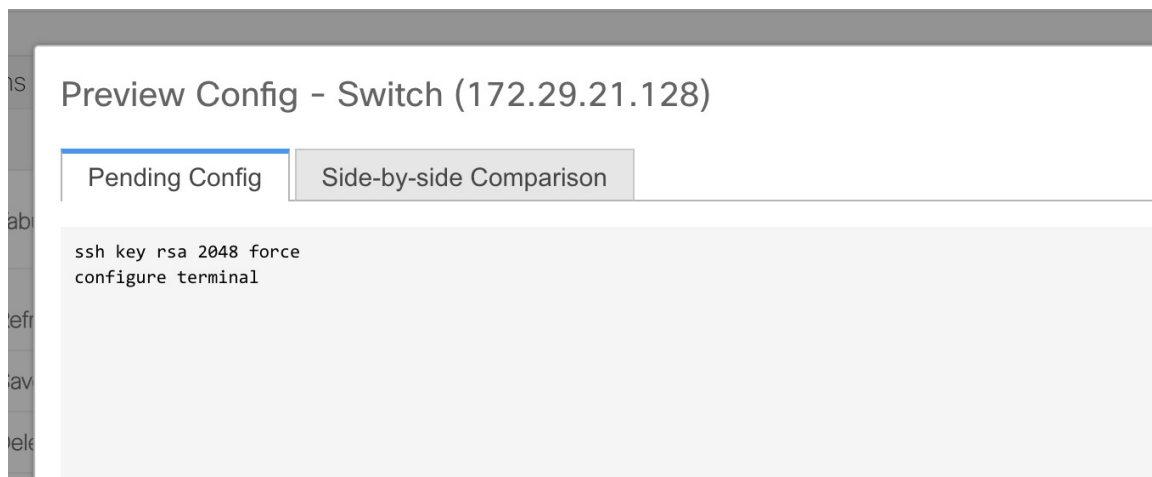 Preview Config - Switch (172.29.21.128)
Pending Config
Side-by-side Comparison
ssh key rsa 2048 force
configure terminal